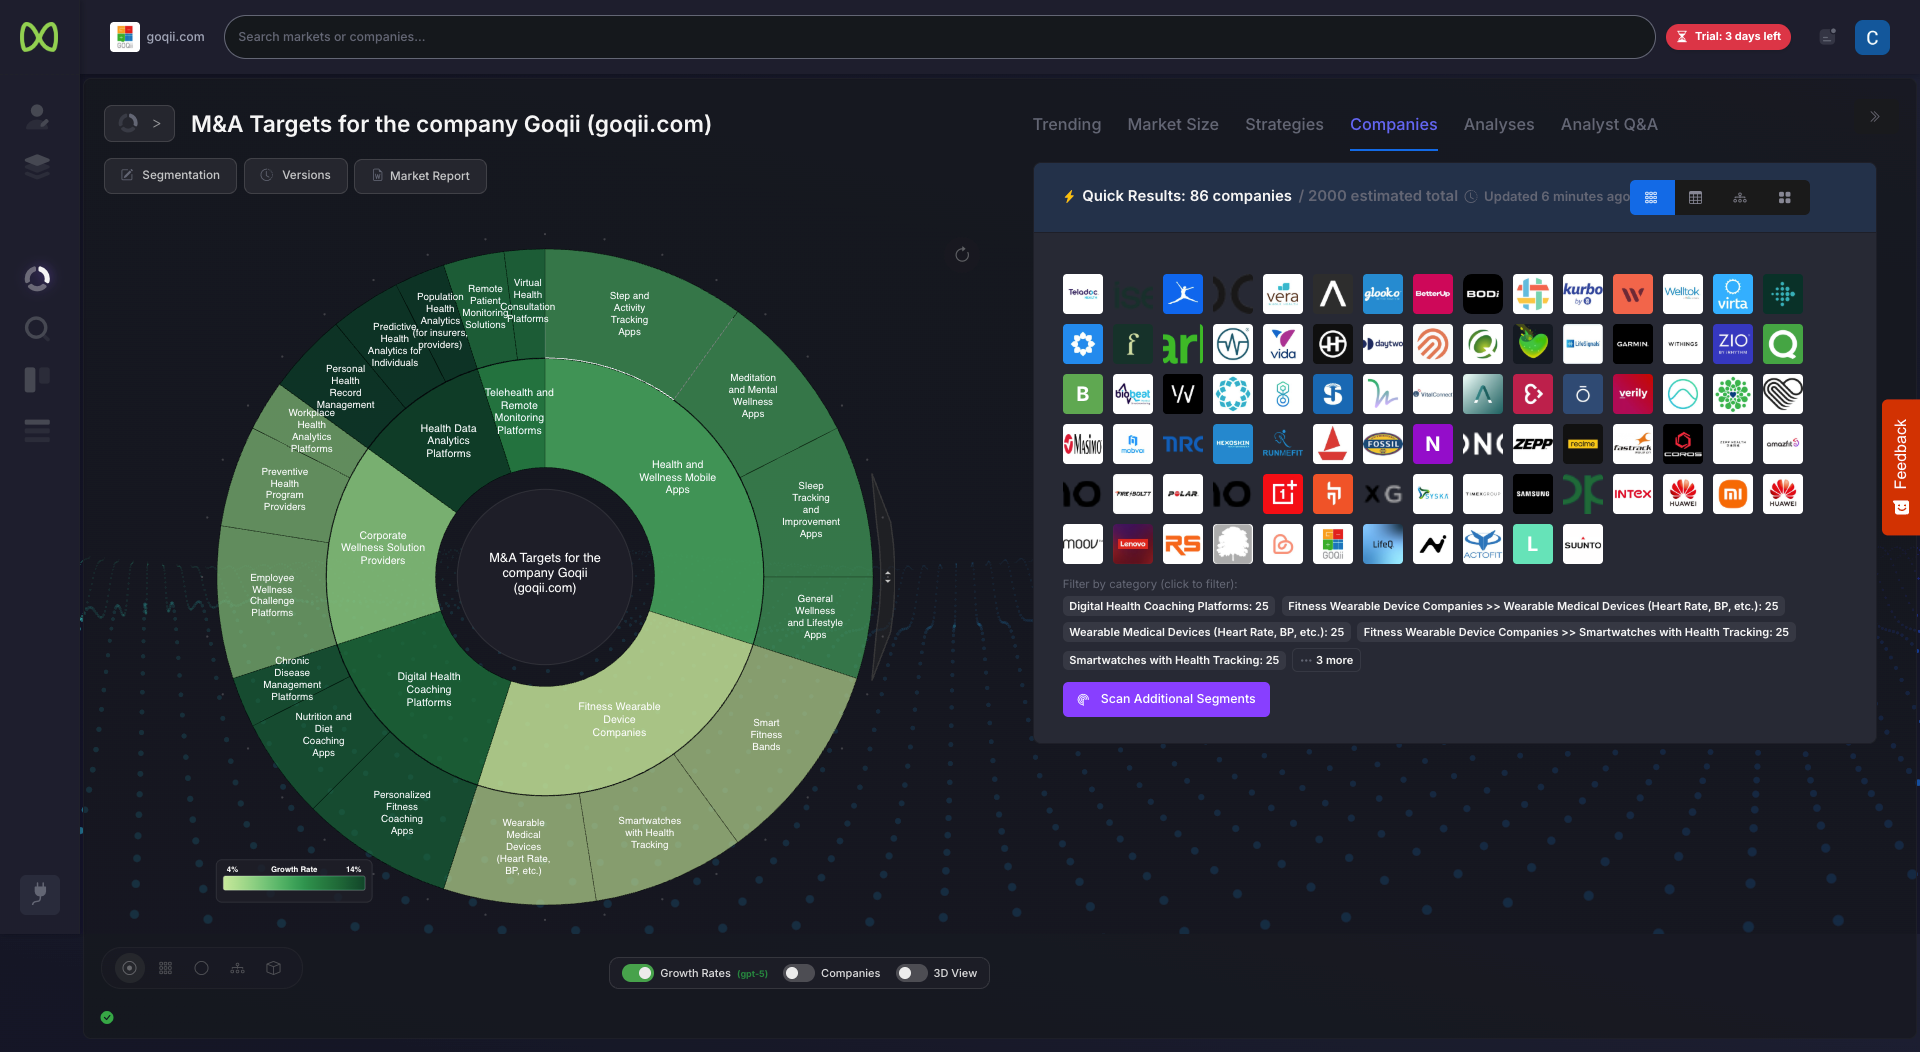 goqii.com
Search markets or companies...
Trial: 3 days left
C
>
M&A Targets for the company Goqii (goqii.com)
Segmentation
Versions
Market Report
Trending
Market Size
Strategies
Companies
Analyses
Analyst Q&A
Quick Results: 86 companies / 2000 estimated total
Updated 6 minutes ago
Virtual
Health
Consultation
Platforms
Remote
Patient
Monitoring
Solutions
Population
Health
Analytics
(for insurers,
providers)
Predictive
Health
Analytics for
Individuals
Personal
Health
Record
Management
Workplace
Health
Analytics
Platforms
Preventive
Health
Program
Providers
Employee
Wellness
Challenge
Platforms
Chronic
Disease
Management
Platforms
Nutrition and
Diet
Coaching
Apps
Personalized
Fitness
Coaching
Apps
Wearable
Medical
Devices
(Heart Rate,
BP, etc.)
Smartwatches
with Health
Tracking
Smart
Fitness
Bands
General
Wellness
and Lifestyle
Apps
Sleep
Tracking
and
Improvement
Apps
Meditation
and Mental
Wellness
Apps
Step and
Activity
Tracking
Apps
Telehealth and
Remote
Monitoring
Platforms
Health Data
Analytics
Platforms
Corporate
Wellness Solution
Providers
Digital Health
Coaching
Platforms
Fitness Wearable
Device
Companies
Health and
Wellness Mobile
Apps
M&A Targets for the
company Goqii
(goqii.com)
4%
Growth Rate
14%
Growth Rates (gpt-5)
Companies
3D View
Teladoc
vera
glooko
BetterUp
BODi
kurbo
Welltok
virta
vida
daytwo
LifeSignals
GARMIN
WITHINGS
ZIO
B
biobeat
VitalConnect
verily
Masimo
mobvoi
HEXOSKIN
RUNMEFIT
FOSSIL
N
ZEPP
realme
fastrack
COROS
ZEPP HEALTH
amazfit
FIRE-BOLTT
POLAR
XG
SYSKA
TIMEX GROUP
SAMSUNG
INTEX
HUAWEI
mi
HUAWEI
MOOV
Lenovo
RS
GOQii
LifeQ
ACTOFIT
L
SUUNTO
Filter by category (click to filter):
Digital Health Coaching Platforms: 25
Fitness Wearable Device Companies >> Wearable Medical Devices (Heart Rate, BP, etc.): 25
Wearable Medical Devices (Heart Rate, BP, etc.): 25
Fitness Wearable Device Companies >> Smartwatches with Health Tracking: 25
Smartwatches with Health Tracking: 25
··· 3 more
Scan Additional Segments
Feedback